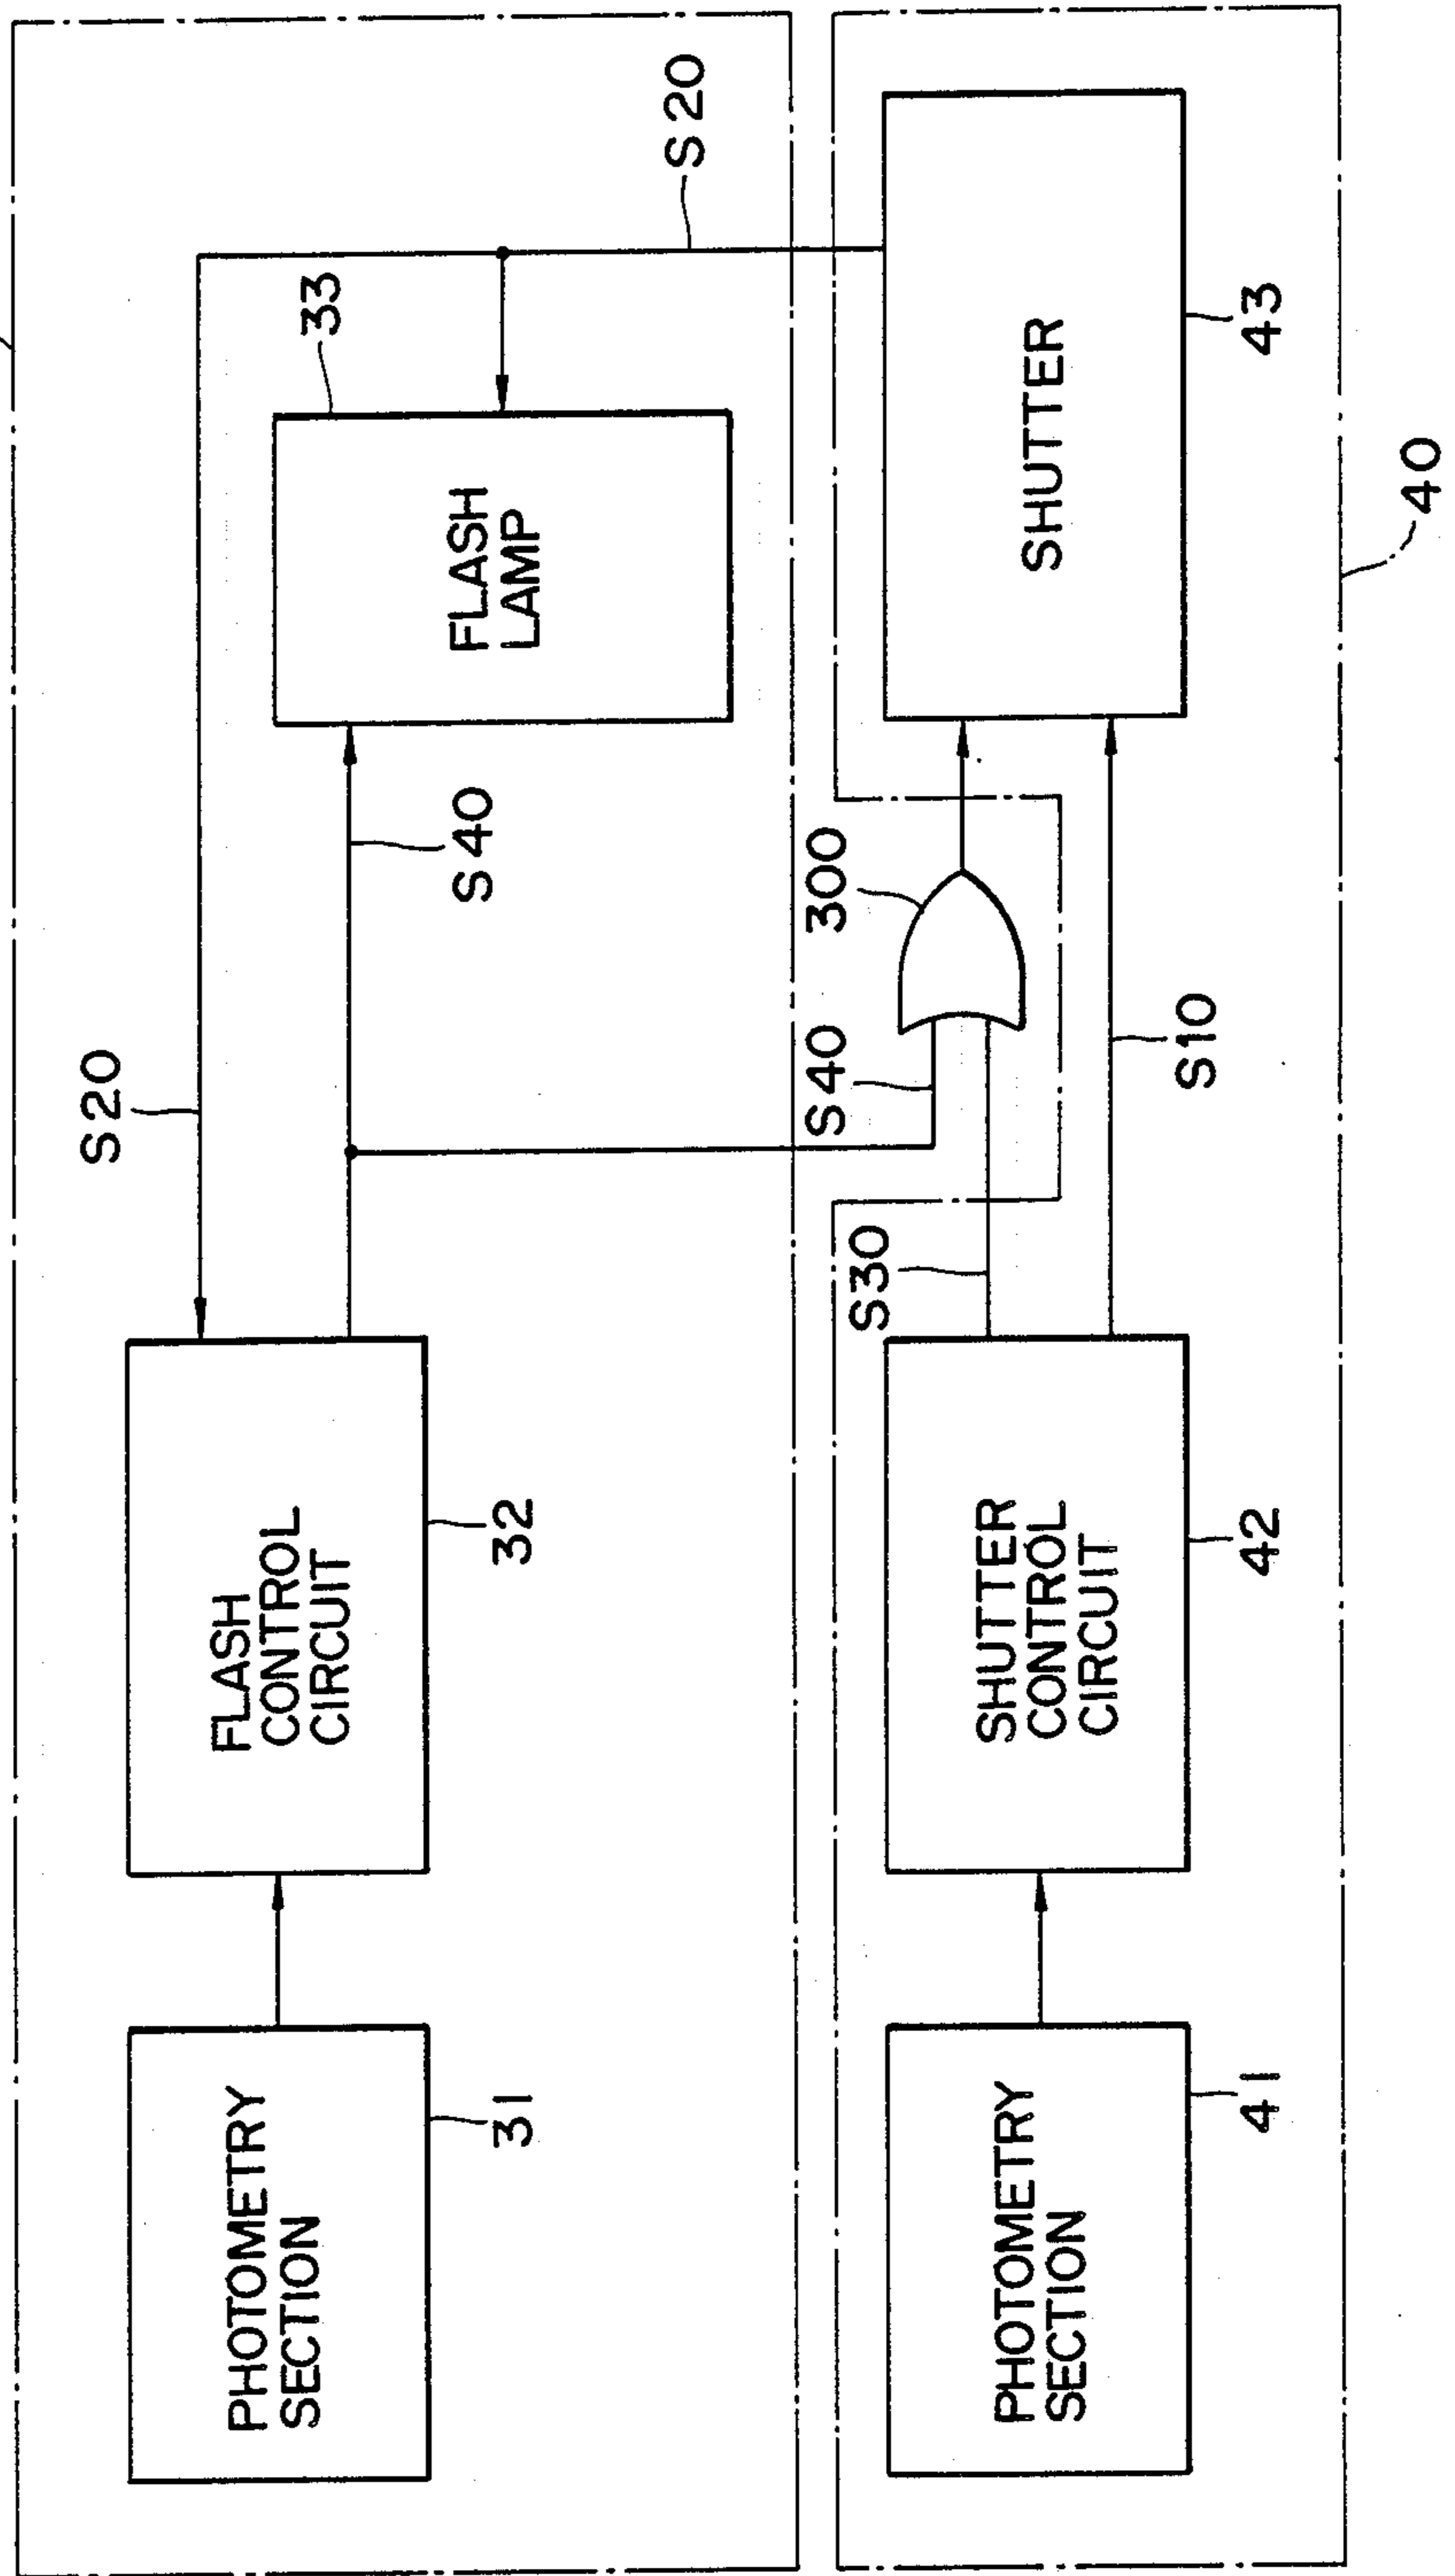 S20
S20
33
FLASH
LAMP
S40
FLASH
CONTROL
CIRCUIT
32
PHOTOMETRY
SECTION
31
300
S40
S30
S10
SHUTTER
43
SHUTTER
CONTROL
CIRCUIT
42
PHOTOMETRY
SECTION
41
40